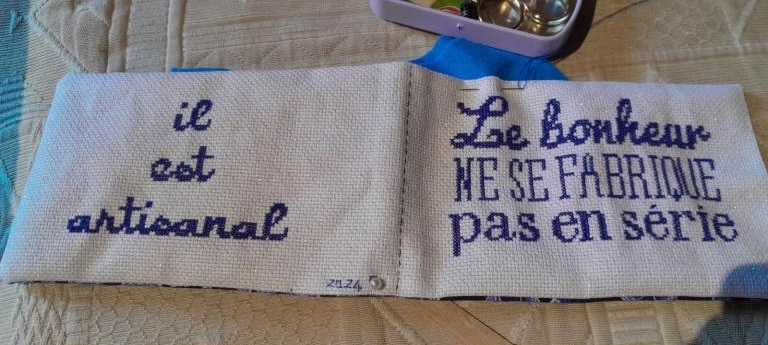 il
est
artisanal
2024
Le bonheur
NE SE FABRIQUE
pas en série